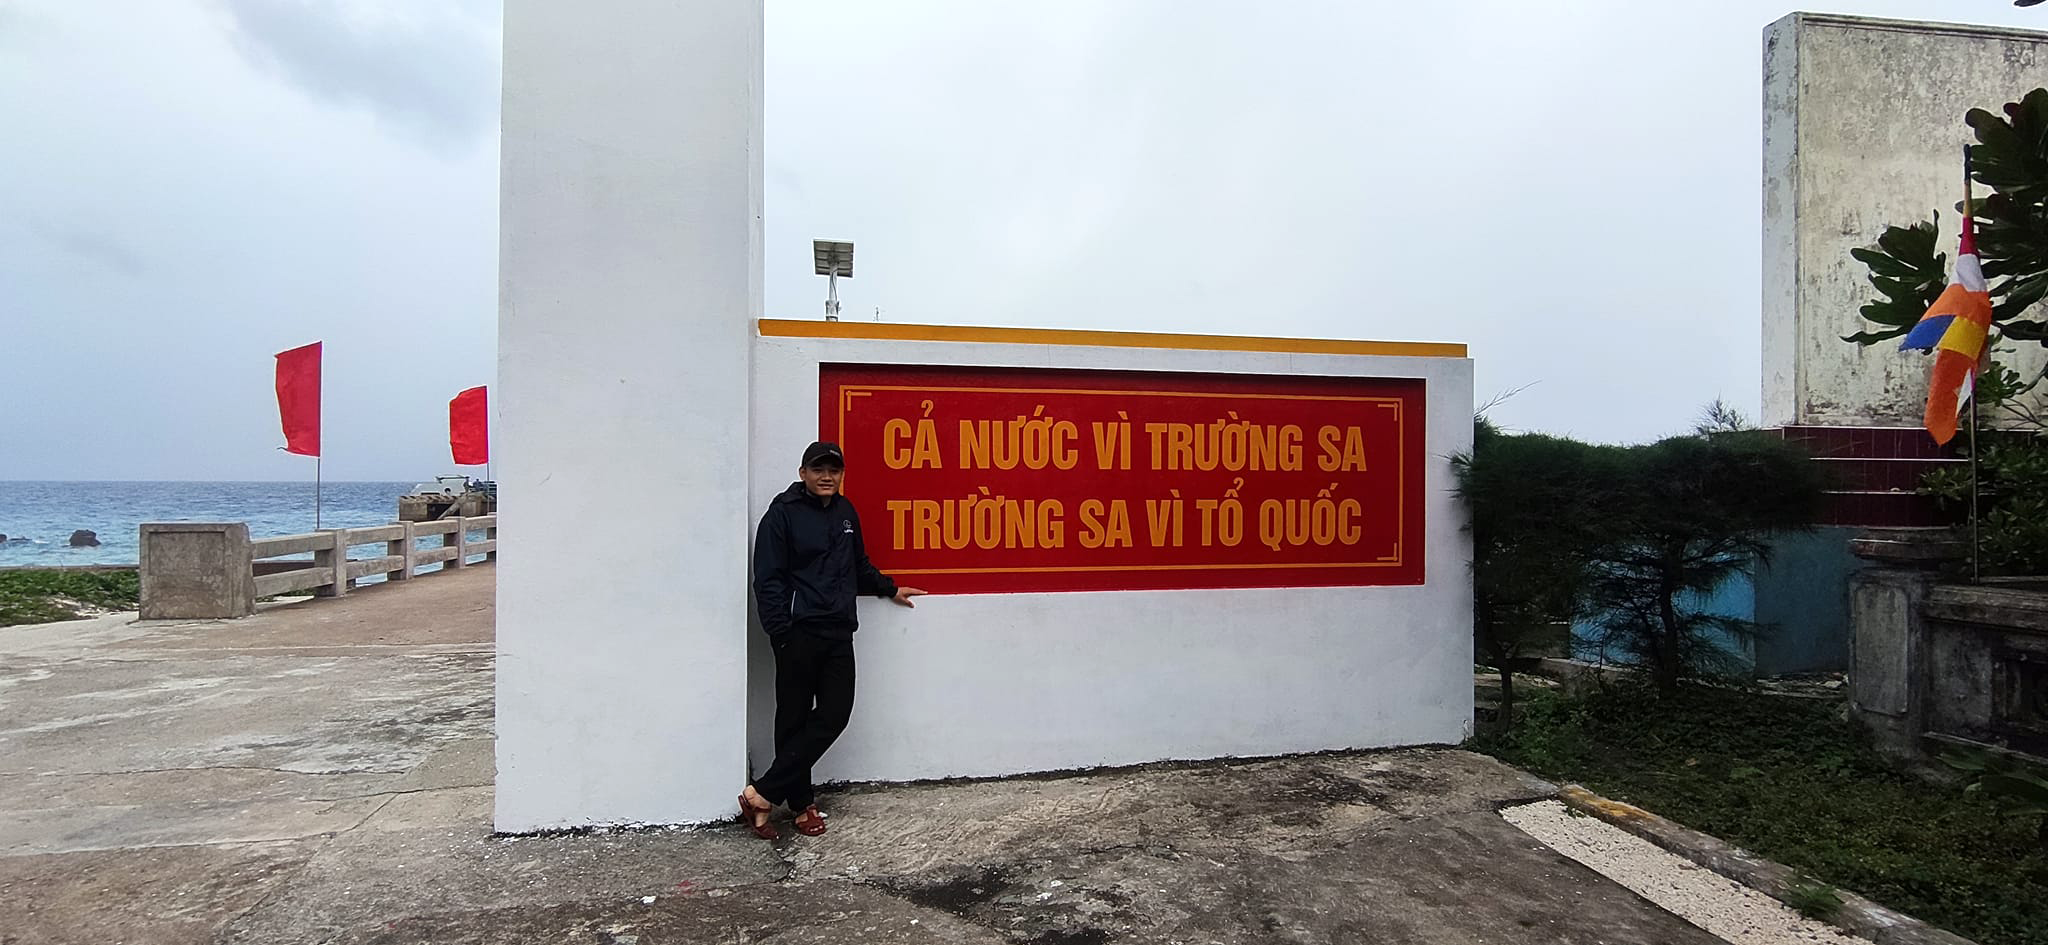 CẢ NƯỚC VÌ TRƯỜNG SA
TRƯỜNG SA VÌ TỔ QUỐC